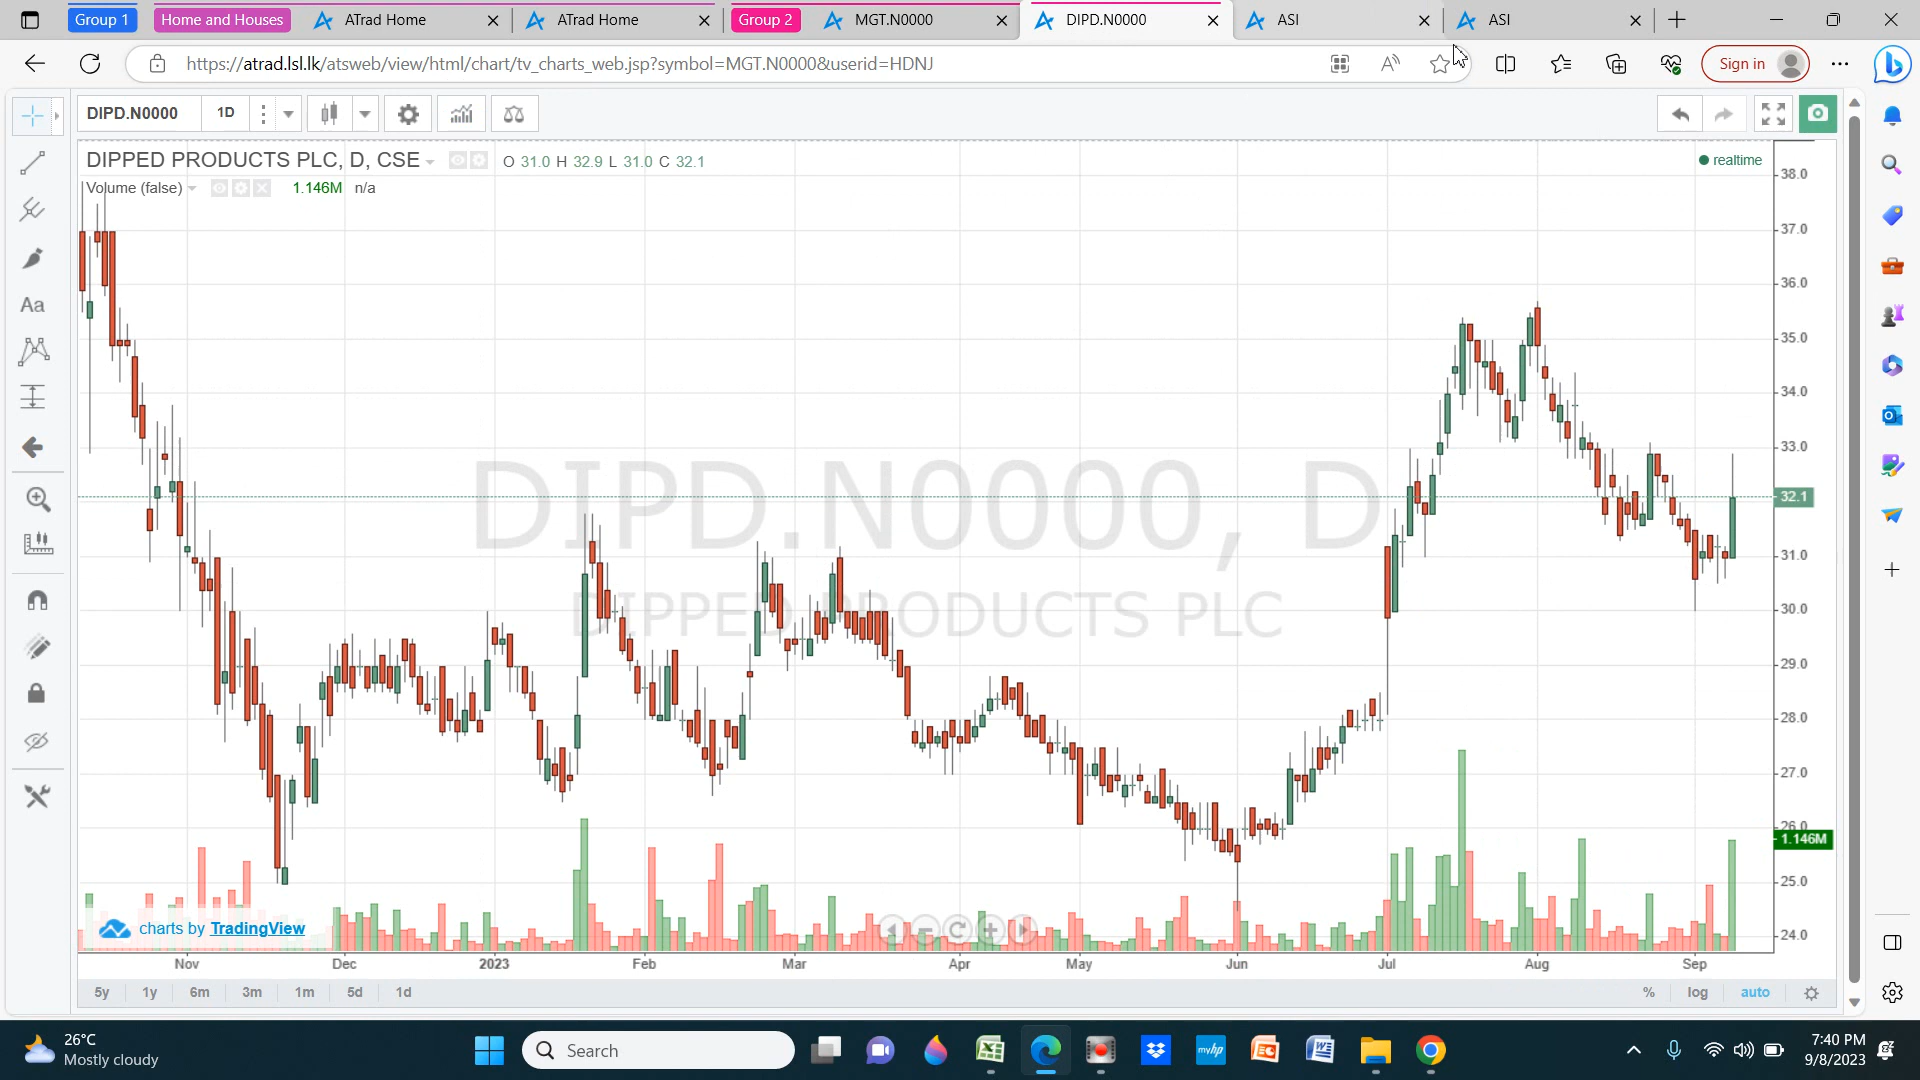 Group 1
Home and Houses
ATrad Home
ATrad Home
Group 2
MGT.N0000
DIPD.N0000
ASI
ASI
https://atrad.lsl.lk/atsweb/view/html/chart/tv_charts_web.jsp?symbol=MGT.N0000&userid=HDNJ
Sign in
DIPD.N0000
1D
DIPPED PRODUCTS PLC, D, CSE
O 31.0 H 32.9 L 31.0 C 32.1
realtime
Volume (false)
1.146M n/a
38.0
37.0
36.0
35.0
34.0
33.0
32.1
31.0
30.0
29.0
28.0
27.0
26.0
1.146M
25.0
24.0
Aa
DIPD.N0000, D
DIPPED PRODUCTS PLC
charts by TradingView
Nov Dec 2023 Feb Mar Apr May Jun Jul Aug Sep
5y 1y 6m 3m 1m 5d 1d
% log auto
26°C
Mostly cloudy
Search
myhp
7:40 PM
9/8/2023